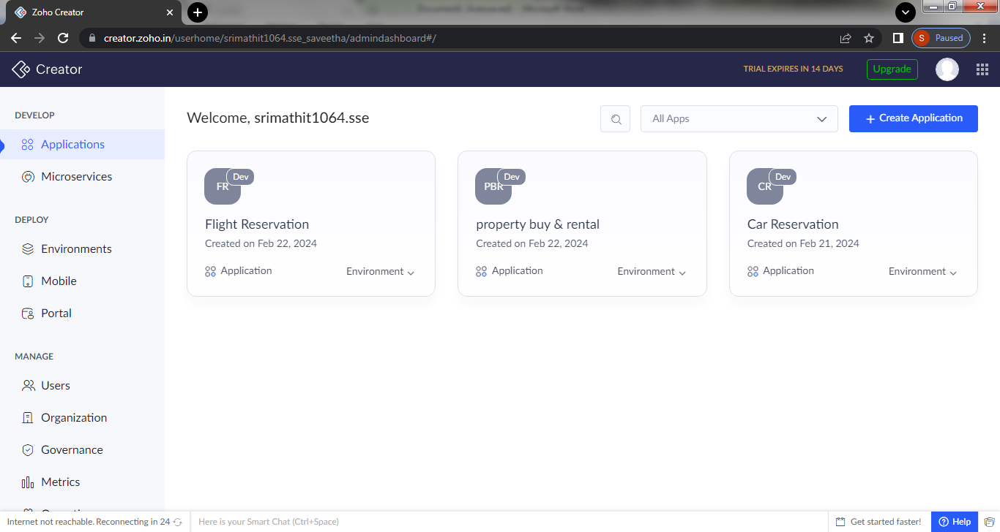 Zoho Creator
creator.zoho.in/userhome/srimathit1064.sse_saveetha/admindashboard#/
S Paused
Creator
TRIAL EXPIRES IN 14 DAYS
Upgrade
DEVELOP
Applications
Microservices
DEPLOY
Environments
Mobile
Portal
MANAGE
Users
Organization
Governance
Metrics
Welcome, srimathit1064.sse
All Apps
+ Create Application
FR Dev
Flight Reservation
Created on Feb 22, 2024
Application Environment
PBR Dev
property buy & rental
Created on Feb 22, 2024
Application Environment
CR Dev
Car Reservation
Created on Feb 21, 2024
Application Environment
Internet not reachable. Reconnecting in 24
Here is your Smart Chat (Ctrl+Space)
Get started faster!
Help